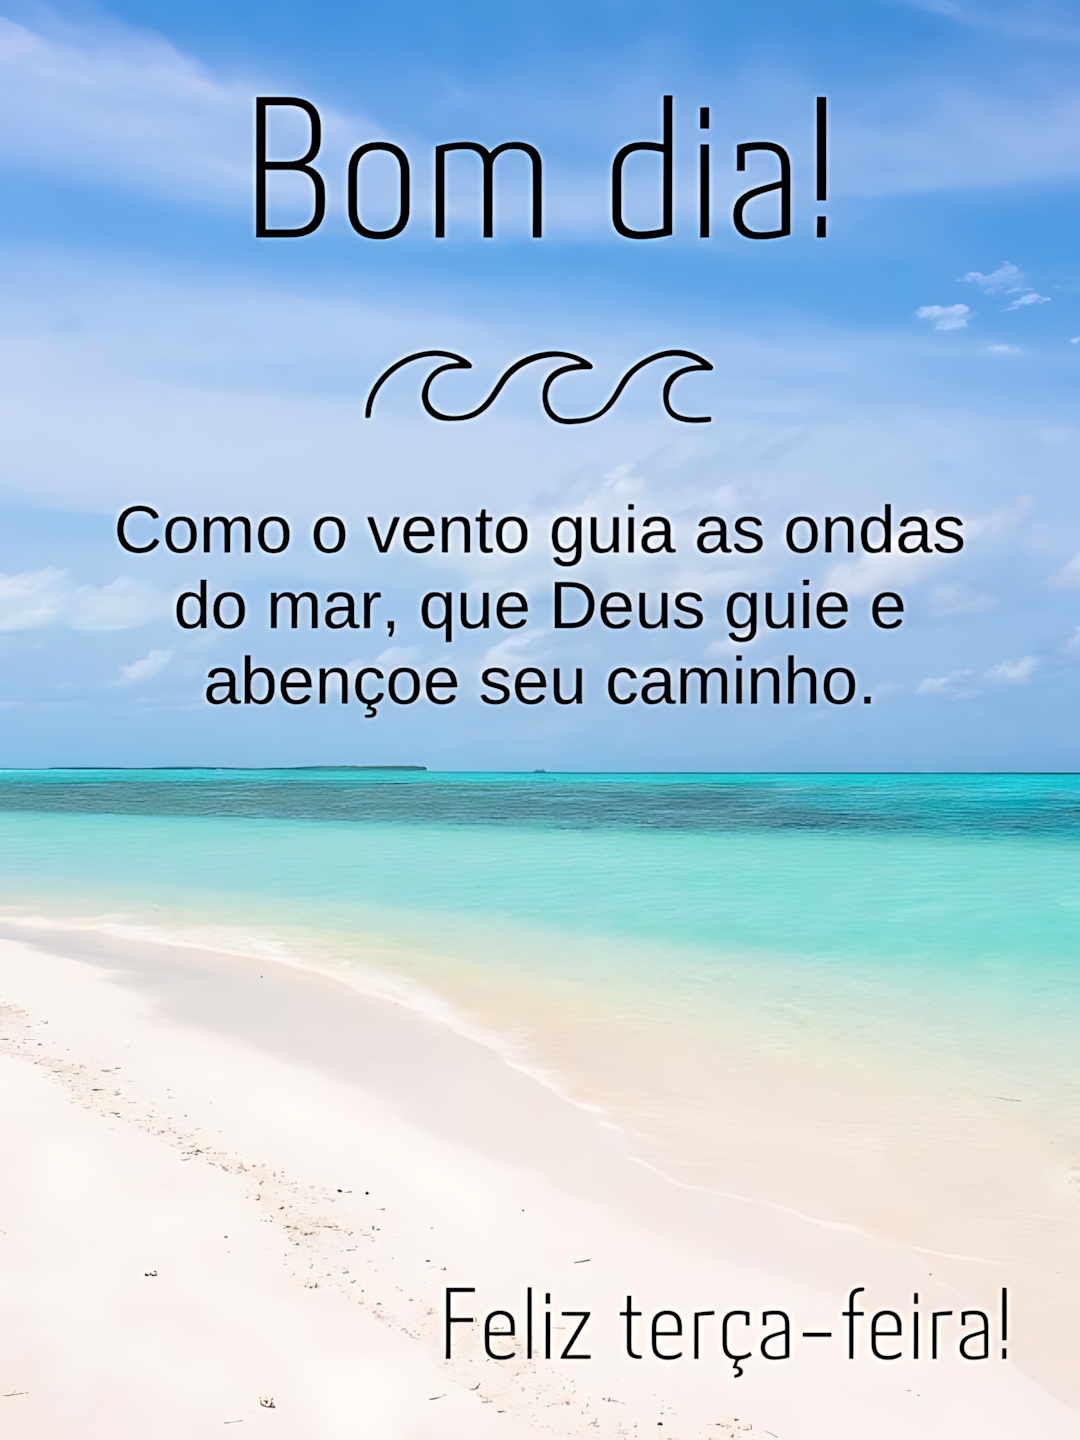 Bom dia!
Como o vento guia as ondas
do mar, que Deus guie e
abençoe seu caminho.
Feliz terça-feira!